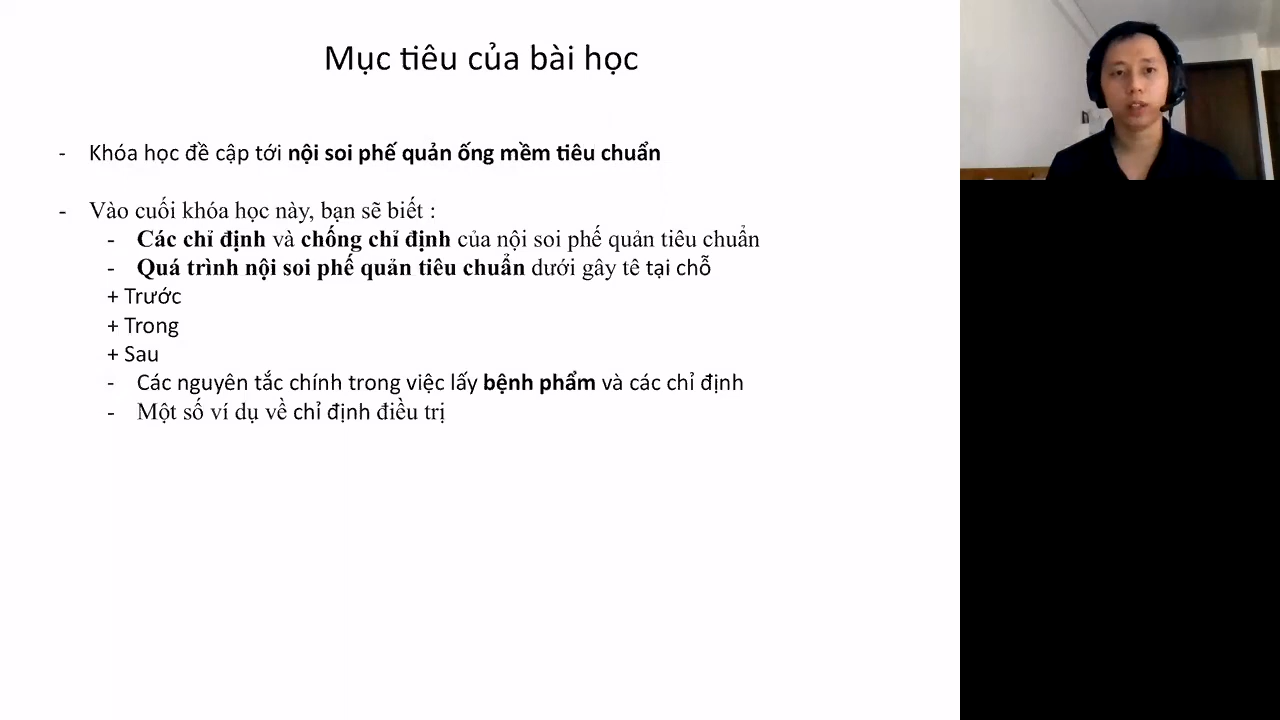 Mục tiêu của bài học
- Khóa học đề cập tới nội soi phế quản ống mềm tiêu chuẩn
- Vào cuối khóa học này, bạn sẽ biết :
- Các chỉ định và chống chỉ định của nội soi phế quản tiêu chuẩn
- Quá trình nội soi phế quản tiêu chuẩn dưới gây tê tại chỗ
+ Trước
+ Trong
+ Sau
- Các nguyên tắc chính trong việc lấy bệnh phẩm và các chỉ định
- Một số ví dụ về chỉ định điều trị